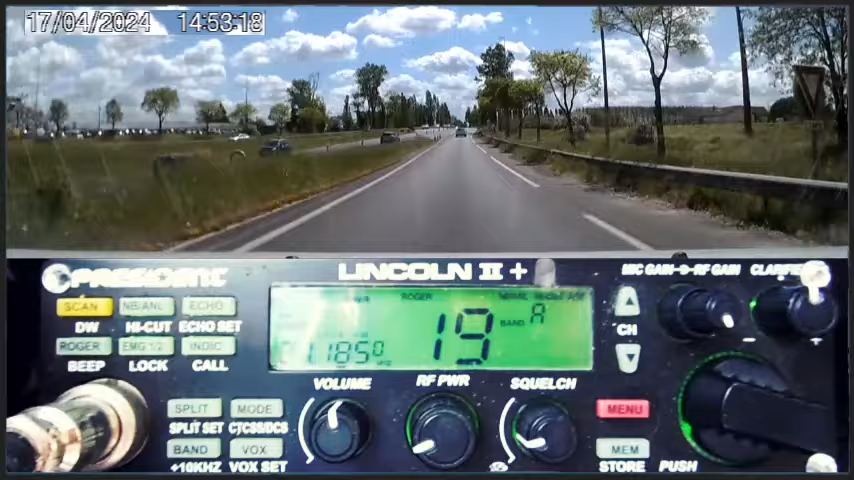 17/04/2024 14:53:18
PRESIDENT LINCOLN II + MIC GAIN RF GAIN CLARIFIER
SCAN NB/ANL ECHO
DW HI-CUT ECHO SET
ROGER EMG 1/2 INDIC
BEEP LOCK CALL
ROGER
19
BAND A
CH
VOLUME RF PWR SQUELCH
SPLIT MODE MENU
SPLIT SET CTCSS/DCS
BAND VOX MEM
+10KHZ VOX SET STORE PUSH
- +